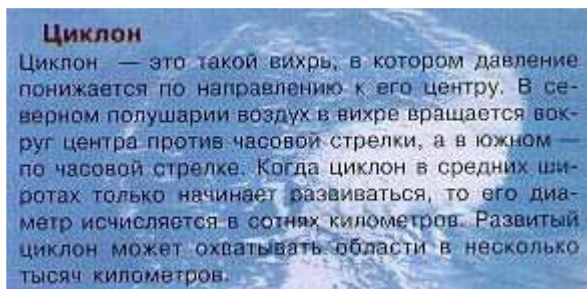 Циклон
Циклон — это такой вихрь, в котором давление
понижается по направлению к его центру. В се-
верном полушарии воздух в вихре вращается вок-
руг центра против часовой стрелки, а в южном —
по часовой стрелке. Когда циклон в средних ши-
ротах только начинает развиваться, то его диа-
метр исчисляется в сотнях километров. Развитый
циклон может охватывать области в несколько
тысяч километров.